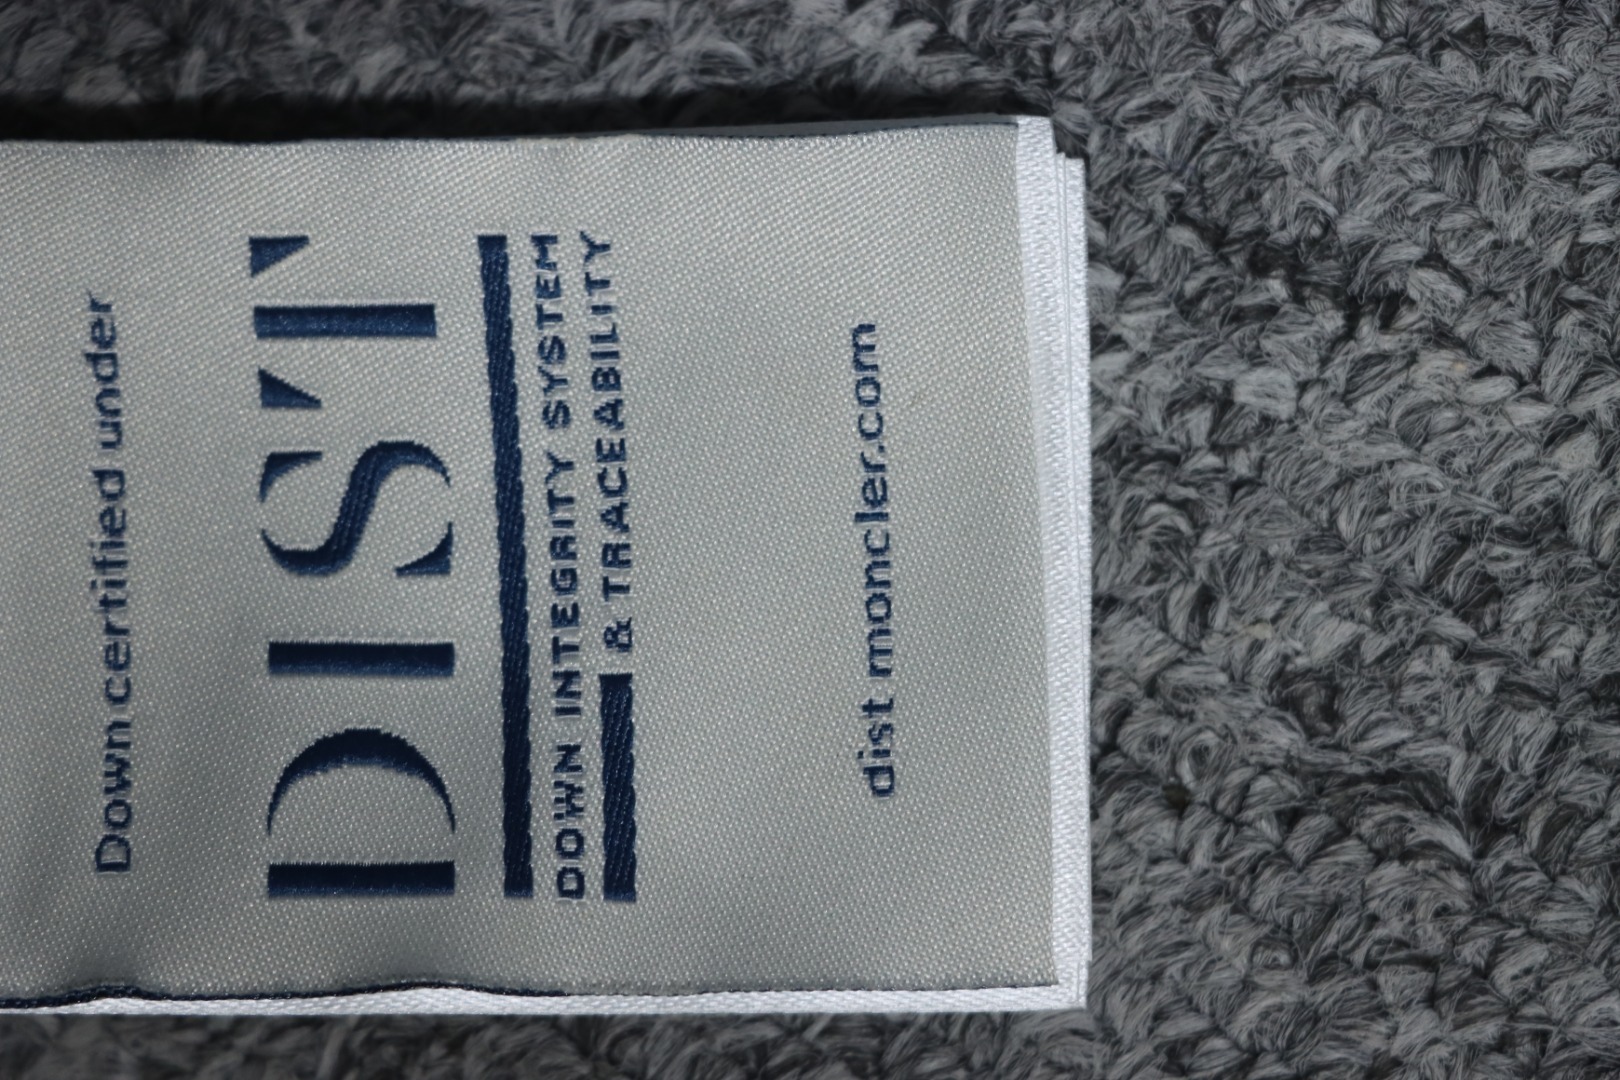 Down certified under
DIST
DOWN INTEGRITY SYSTEM
& TRACEABILITY
dist moncler.com